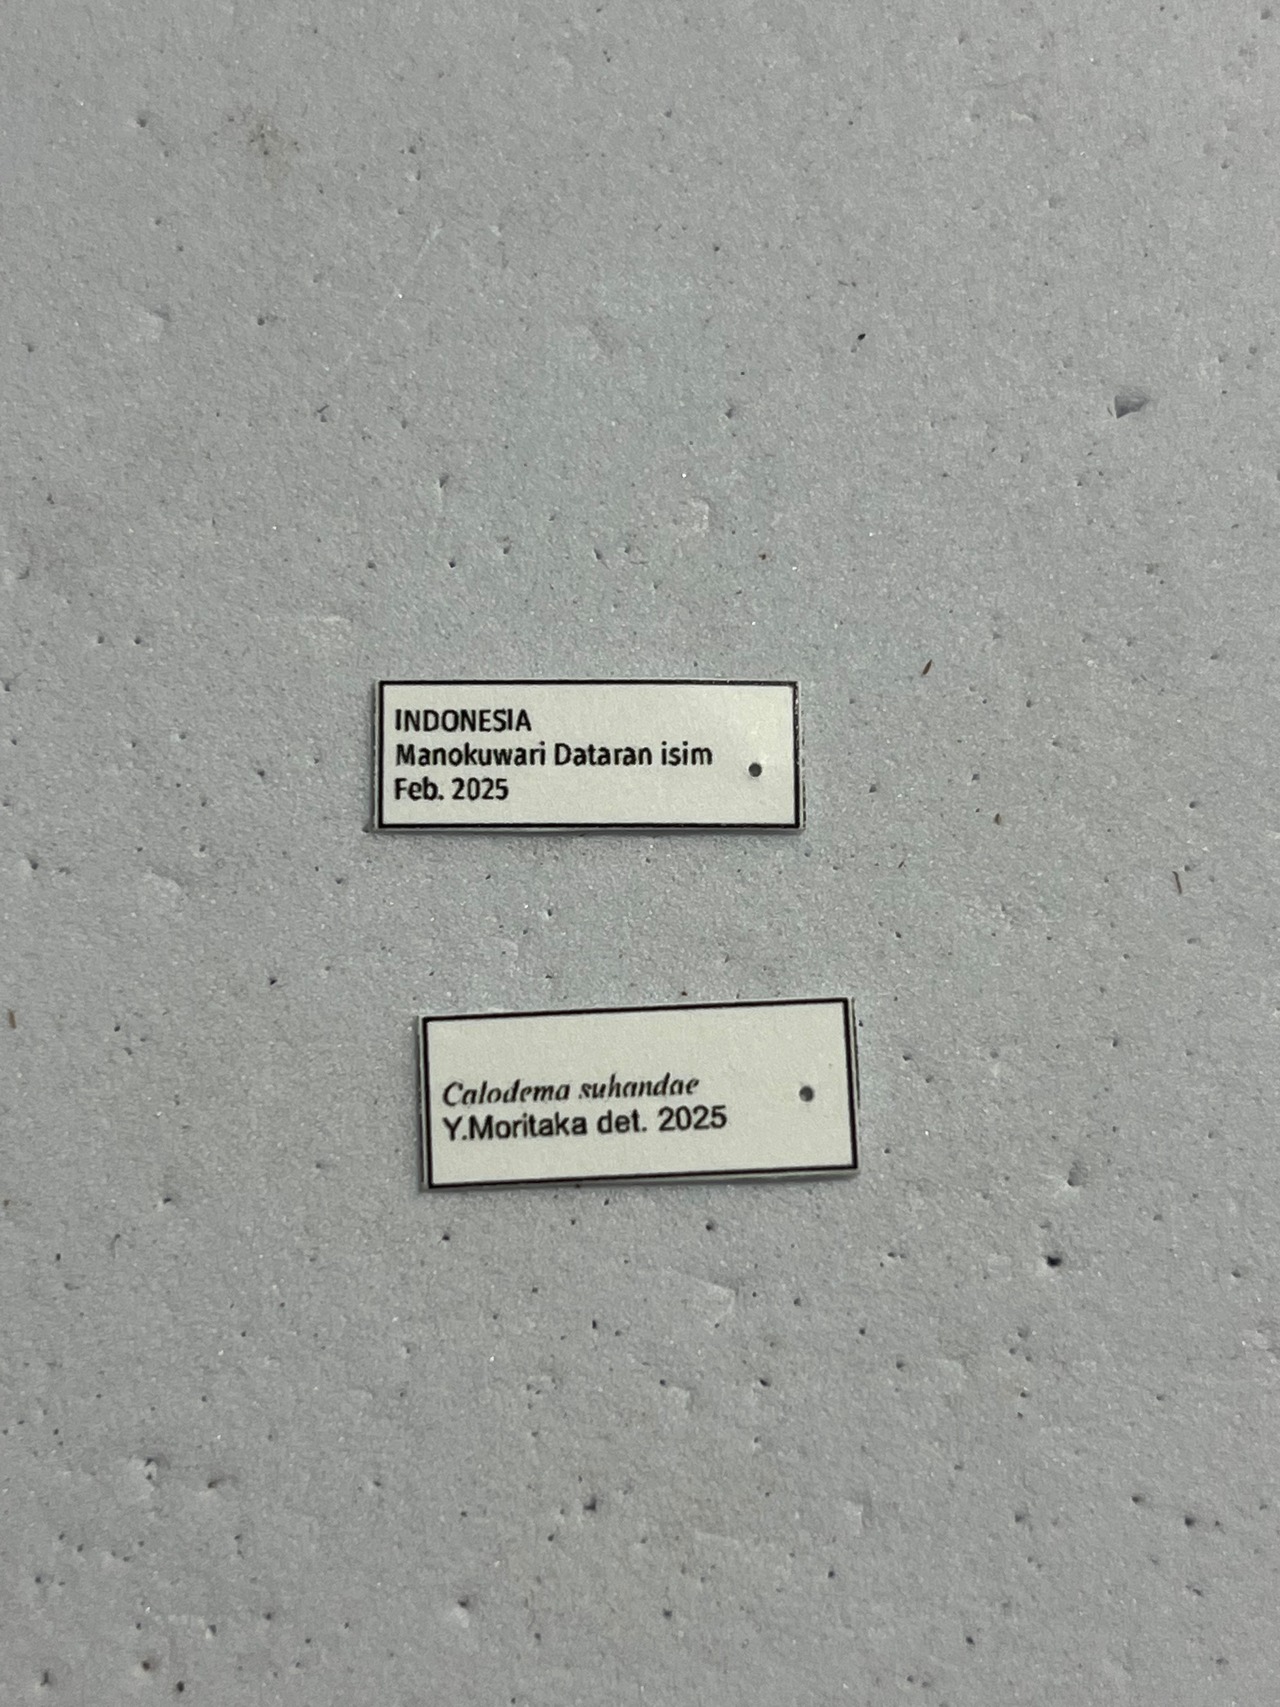 INDONESIA
Manokuwari Dataran isim
Feb. 2025
Calodema suhandae
Y.Moritaka det. 2025